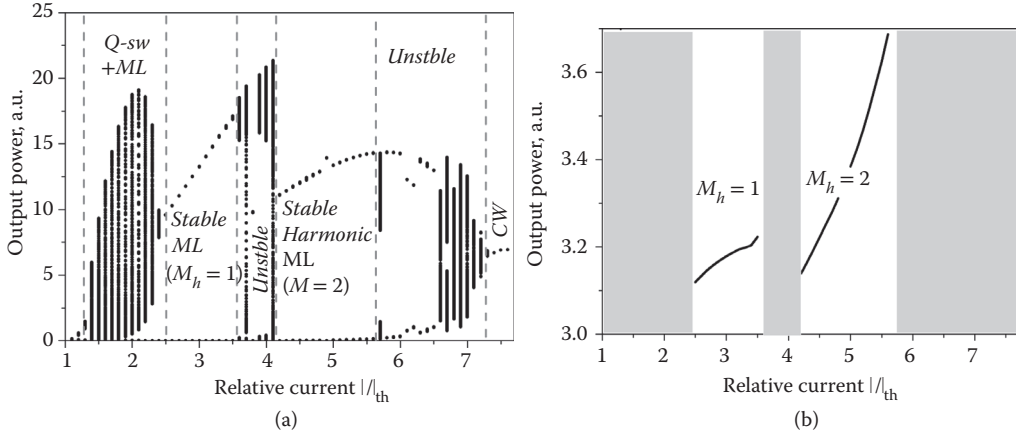 25
20
15
10
5
0
Output power, a.u.
Q-sw
+ML
Unstble
Stable
ML
(M_h = 1)
Unstble
Stable
Harmonic
ML
(M = 2)
CW
1 2 3 4 5 6 7
Relative current |/|th
(a)
3.6
3.4
3.2
3.0
Output power, a.u.
M_h = 1
M_h = 2
1 2 3 4 5 6 7
Relative current |/|th
(b)